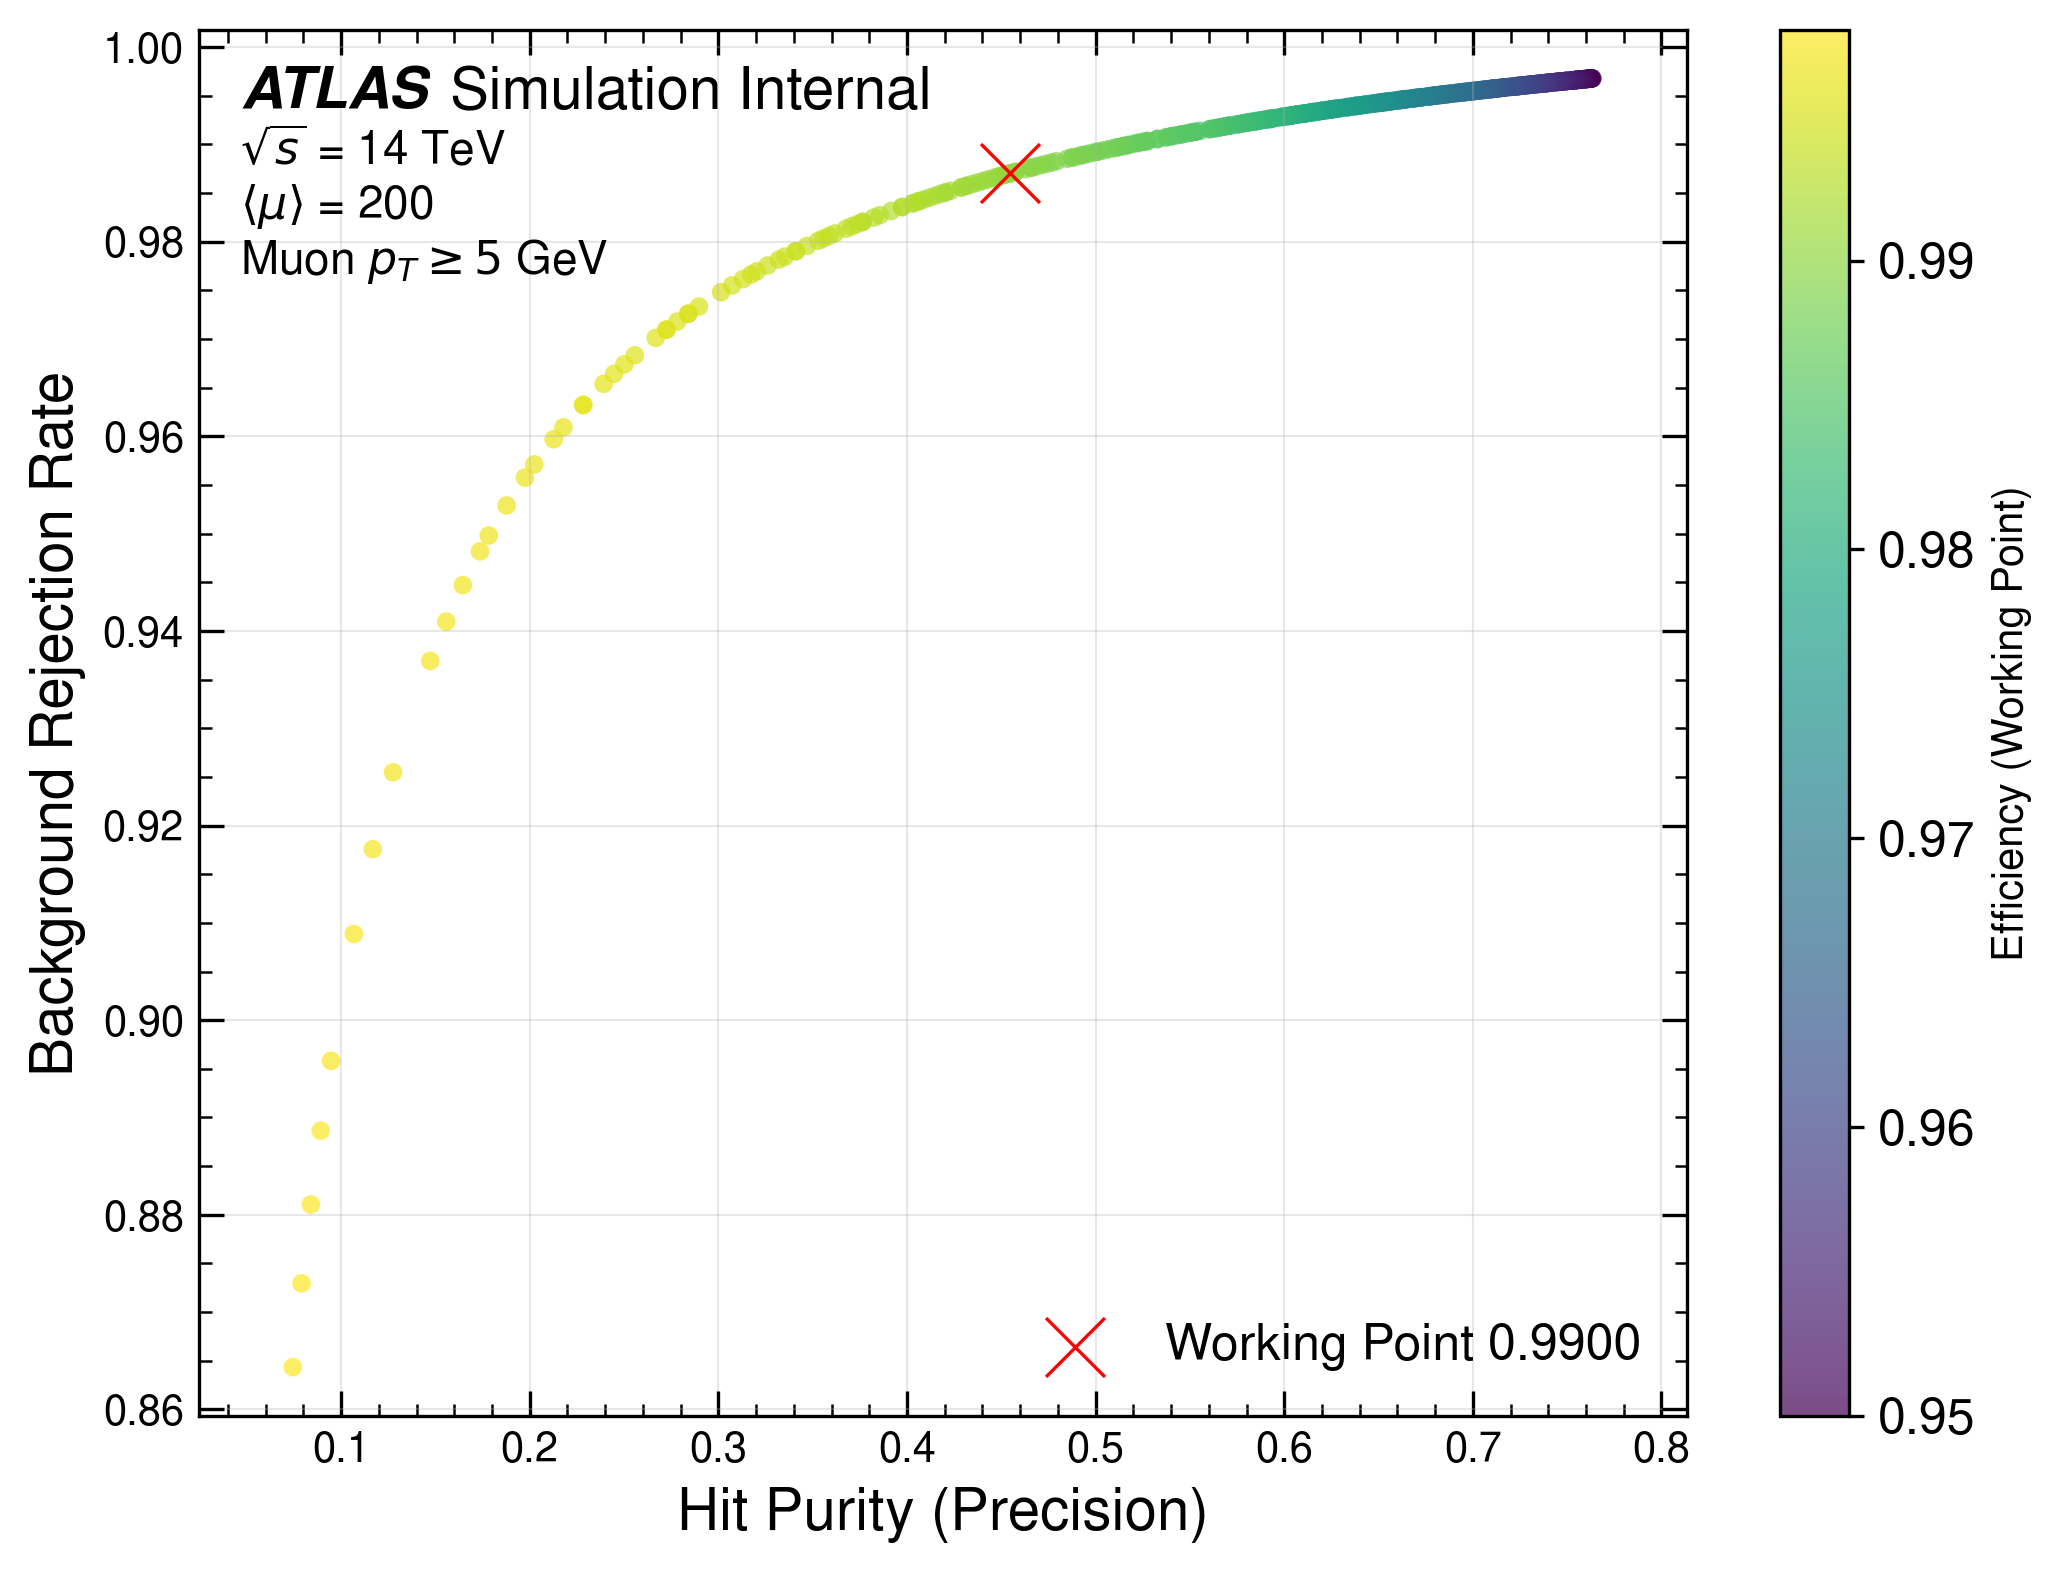 ATLAS Simulation Internal
√s = 14 TeV
⟨μ⟩ = 200
Muon p_T ≥ 5 GeV
Background Rejection Rate
1.00
0.98
0.96
0.94
0.92
0.90
0.88
0.86
0.1 0.2 0.3 0.4 0.5 0.6 0.7 0.8
Hit Purity (Precision)
Working Point 0.9900
0.99
0.98
0.97
0.96
0.95
Efficiency (Working Point)